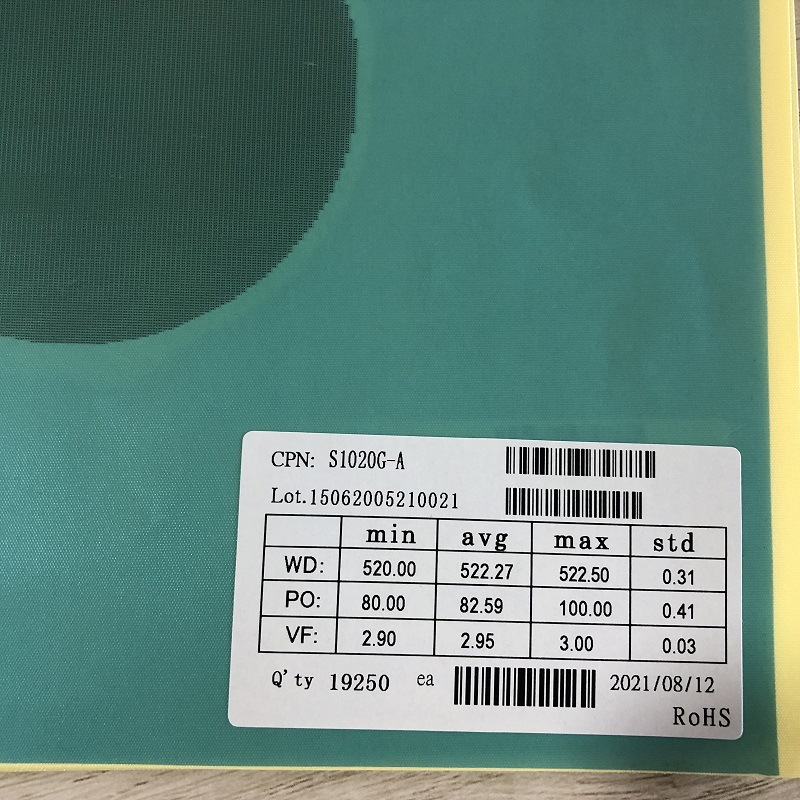 CPN: S1020G-A
Lot.15062005210021
min avg max std
WD: 520.00 522.27 522.50 0.31
PO: 80.00 82.59 100.00 0.41
VF: 2.90 2.95 3.00 0.03
Q'ty 19250 ea 2021/08/12
RoHS